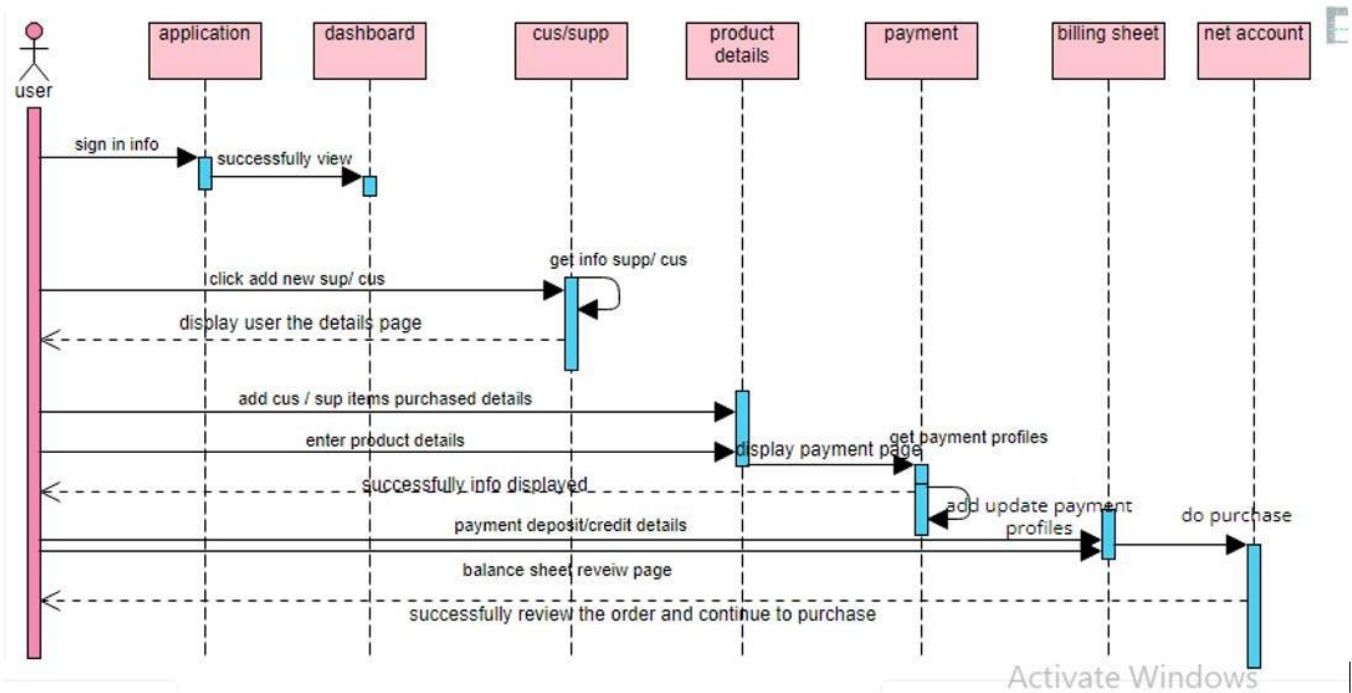 application
dashboard
cus/supp
product
details
payment
billing sheet
net account
user
sign in info
successfully view
get info supp/ cus
click add new sup/ cus
display user the details page
add cus / sup items purchased details
enter product details
get payment profiles
display payment page
successfully info displayed
add update payment
profiles
payment deposit/credit details
do purchase
balance sheet reveiw page
successfully review the order and continue to purchase
Activate Windows